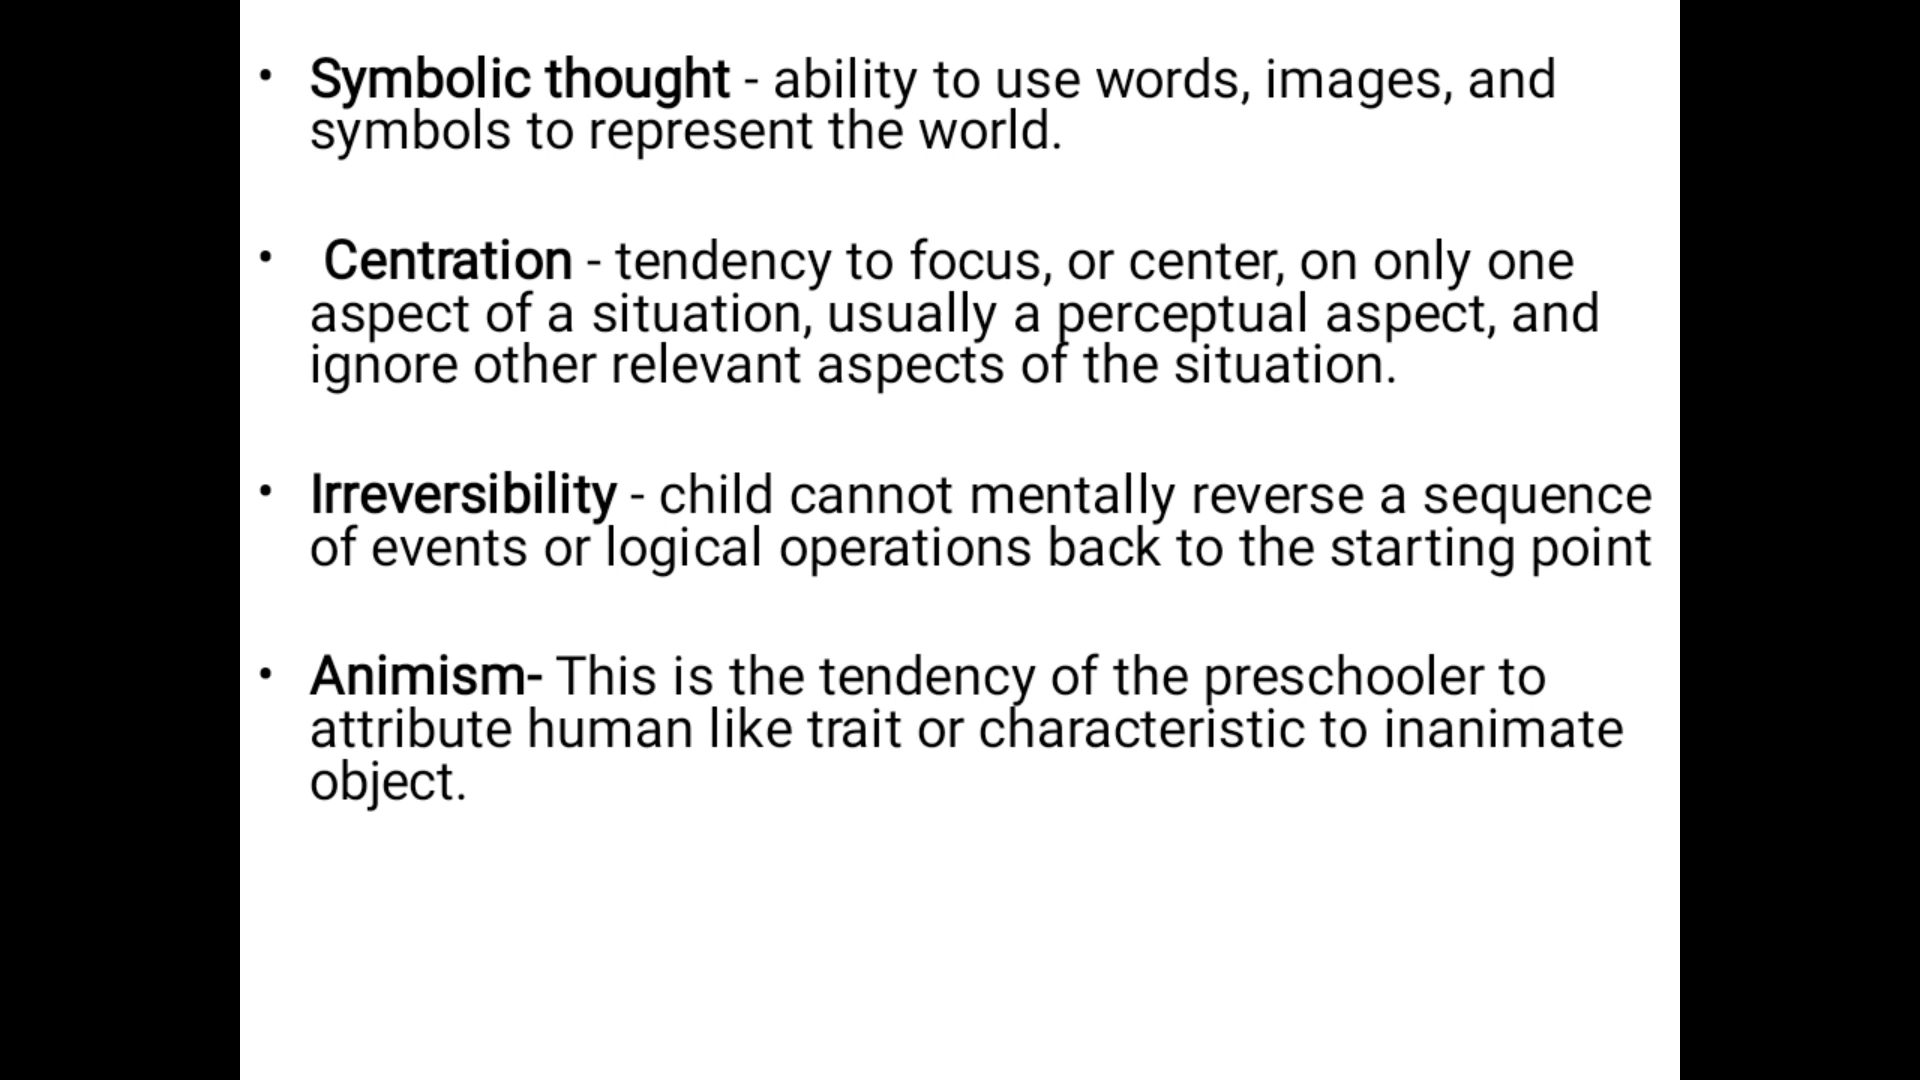 • Symbolic thought - ability to use words, images, and
symbols to represent the world.
• Centration - tendency to focus, or center, on only one
aspect of a situation, usually a perceptual aspect, and
ignore other relevant aspects of the situation.
• Irreversibility - child cannot mentally reverse a sequence
of events or logical operations back to the starting point
• Animism- This is the tendency of the preschooler to
attribute human like trait or characteristic to inanimate
object.